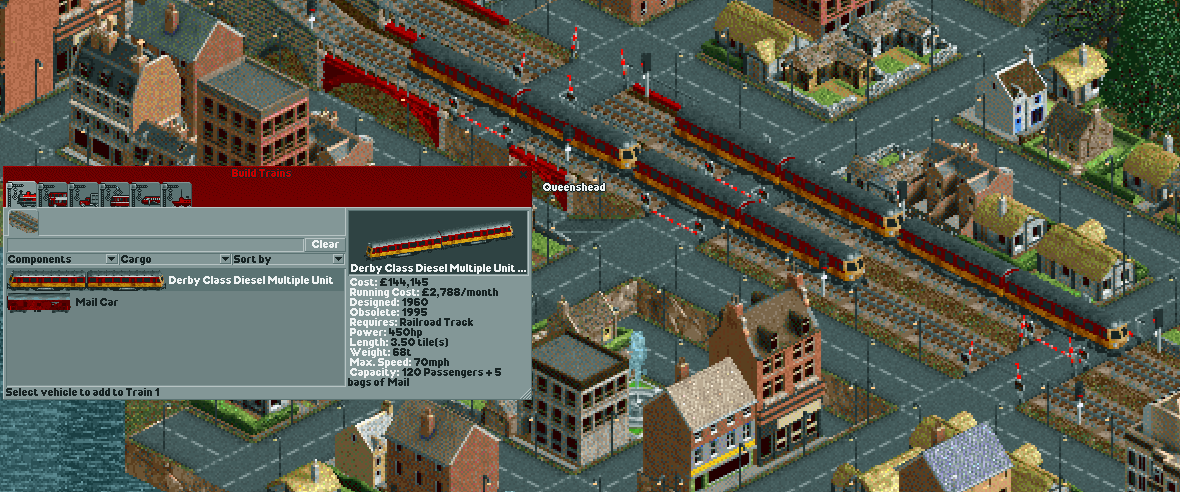 Build Trains
Queenshead
Clear
Components
Cargo
Sort by
Derby Class Diesel Multiple Unit
Mail Car
Derby Class Diesel Multiple Unit ...
Cost: £144,145
Running Cost: £2,788/month
Designed: 1960
Obsolete: 1995
Requires: Railroad Track
Power: 450hp
Length: 3.50 tile(s)
Weight: 68t
Max. Speed: 70mph
Capacity: 120 Passengers + 5
bags of Mail
Select vehicle to add to Train 1